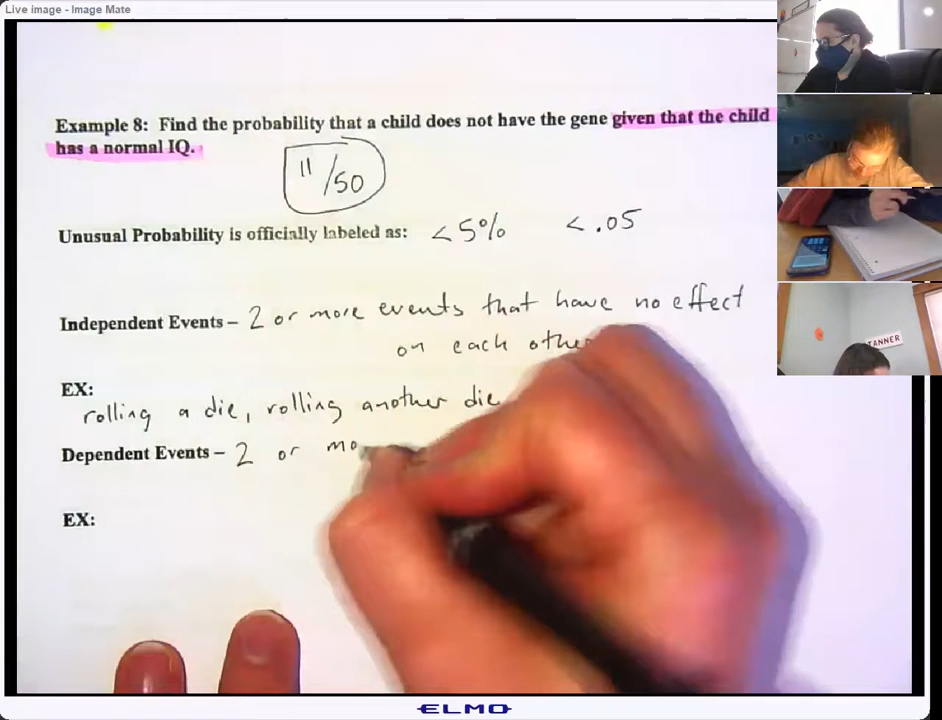 Live image - Image Mate
Example 8: Find the probability that a child does not have the gene given that the child
has a normal IQ.
11/50
Unusual Probability is officially labeled as: < 5% < .05
Independent Events – 2 or more events that have no effect
on each other
EX:
rolling a die, rolling another die
Dependent Events – 2 or mo
EX:
TANNER
ELMO